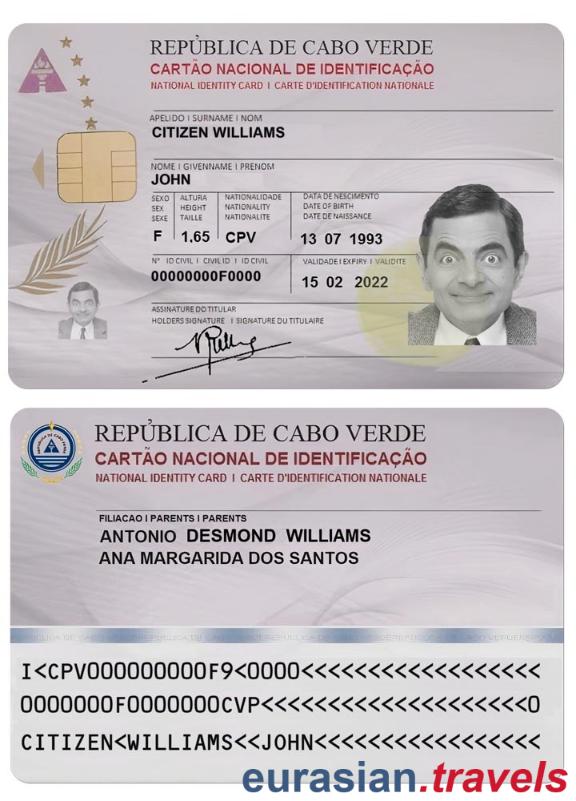 REPÚBLICA DE CABO VERDE
CARTÃO NACIONAL DE IDENTIFICAÇÃO
NATIONAL IDENTITY CARD I CARTE D'IDENTIFICATION NATIONALE
APELIDO I SURNAME I NOM
CITIZEN WILLIAMS
NOME I GIVENNAME I PRENOM
JOHN
SEXO ALTURA NATIONALIDADE DATA DE NESCIMENTO
SEX HEIGHT NATIONALITY DATE OF BIRTH
SEXE TAILLE NATIONALITE DATE DE NAISSANCE
F 1,65 CPV 13 07 1993
Nº ID CIVIL I CIVIL ID I ID CIVIL VALIDADE I EXPIRY I VALIDITE
00000000F0000 15 02 2022
ASSINATURE DO TITULAR
HOLDERS SIGNATURE I SIGNATURE DU TITULAIRE
REPÚBLICA DE CABO VERDE
CARTÃO NACIONAL DE IDENTIFICAÇÃO
NATIONAL IDENTITY CARD I CARTE D'IDENTIFICATION NATIONALE
FILIACAO I PARENTS I PARENTS
ANTONIO DESMOND WILLIAMS
ANA MARGARIDA DOS SANTOS
I<CPV000000000F9<0000<<<<<<<<<<<<<<<<<<
0000000F0000000CVP<<<<<<<<<<<<<<<<<<<<0
CITIZEN<WILLIAMS<<JOHN<<<<<<<<<<<<<<<<<
eurasian.travels